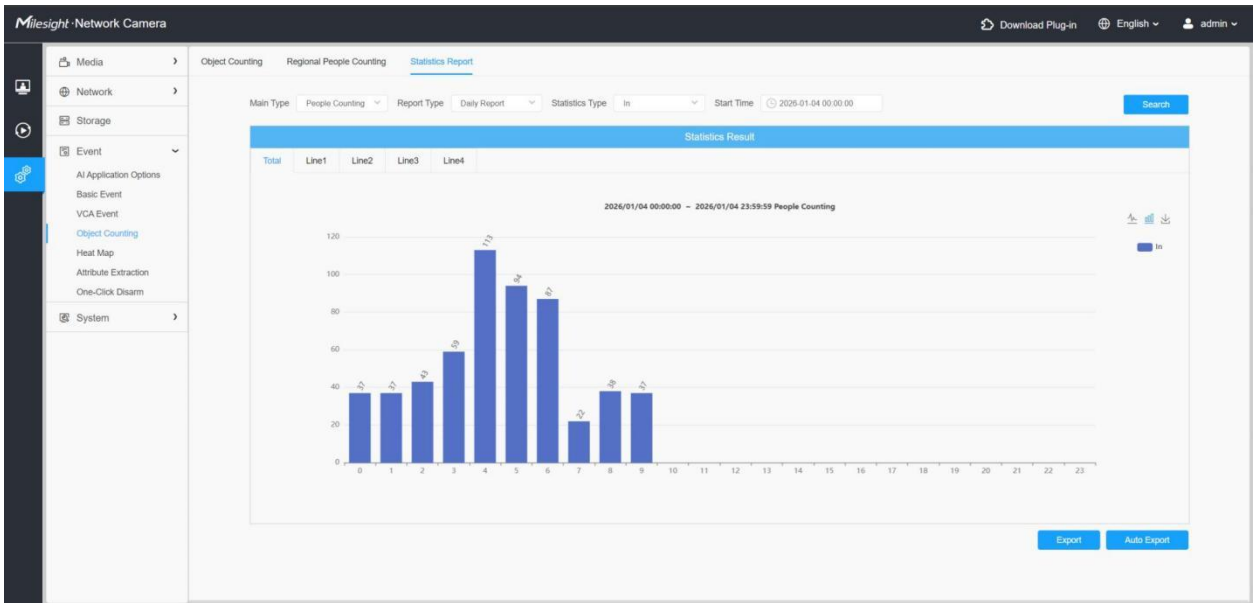 Milesight · Network Camera
Download Plug-in
English
admin
Media
Network
Storage
Event
AI Application Options
Basic Event
VCA Event
Object Counting
Heat Map
Attribute Extraction
One-Click Disarm
System
Object Counting Regional People Counting Statistics Report
Main Type People Counting Report Type Daily Report Statistics Type In Start Time 2026-01-04 00:00:00 Search
Statistics Result
Total Line1 Line2 Line3 Line4
2026/01/04 00:00:00 ~ 2026/01/04 23:59:59 People Counting
In
120
100
80
60
40
20
0
37 37 43 59 113 94 87 22 38 37
0 1 2 3 4 5 6 7 8 9 10 11 12 13 14 15 16 17 18 19 20 21 22 23
Export Auto Export